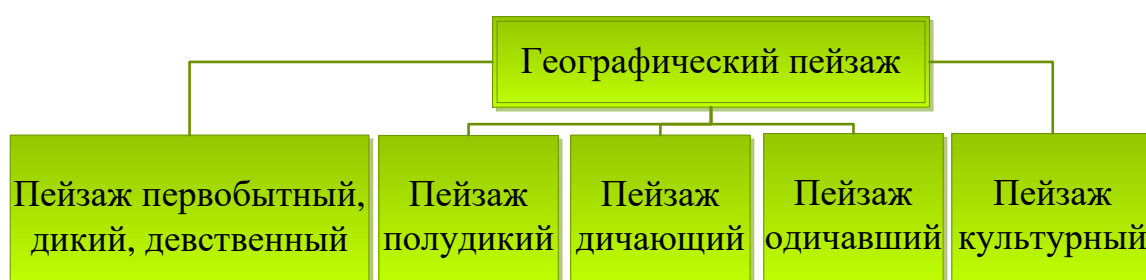 Географический пейзаж
Пейзаж первобытный,
дикий, девственный
Пейзаж
полудикий
Пейзаж
дичающий
Пейзаж
одичавший
Пейзаж
культурный